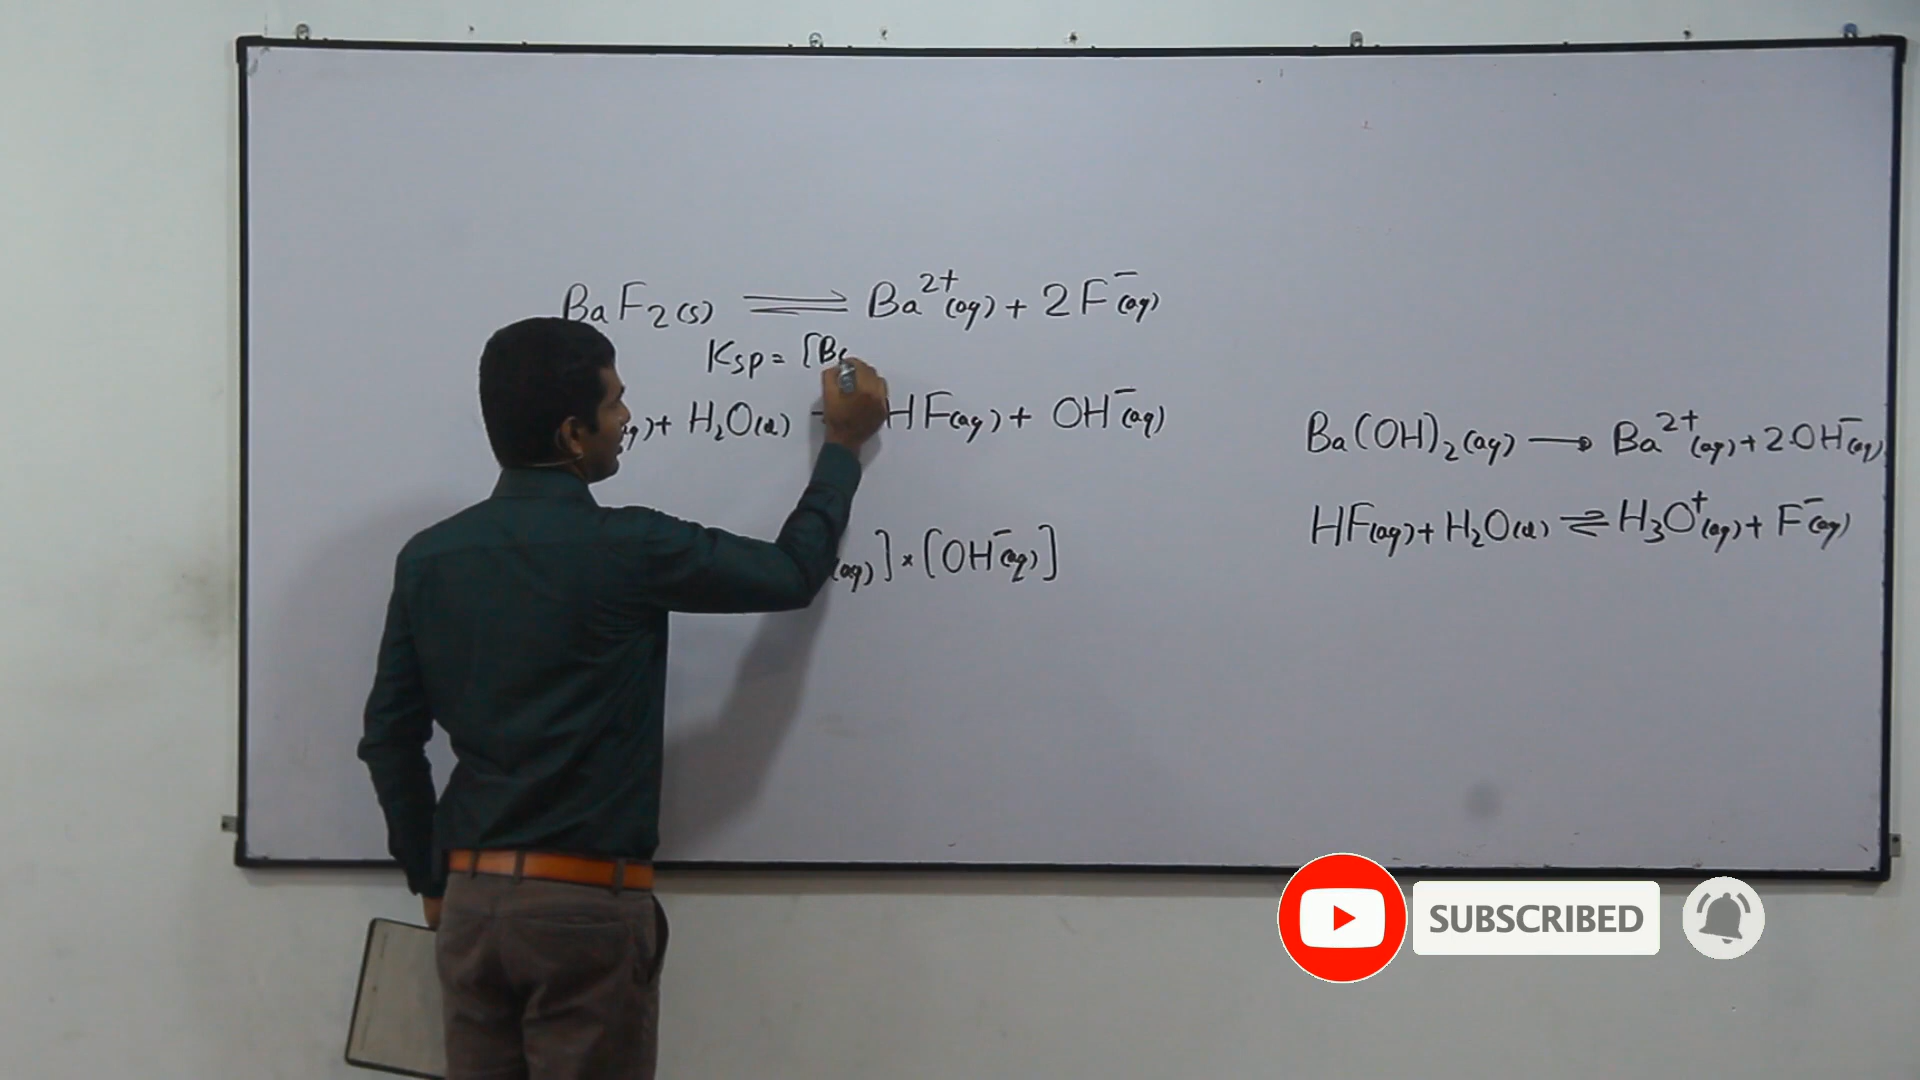 BaF₂(s) ⇌ Ba²⁺(aq) + 2F⁻(aq)
Ksp = [Ba
+ H₂O(l) HF(aq) + OH⁻(aq)
(aq)] × [OH⁻(aq)]
Ba(OH)₂(aq) → Ba²⁺(aq) + 2OH⁻(aq)
HF(aq) + H₂O(l) ⇌ H₃O⁺(aq) + F⁻(aq)
SUBSCRIBED